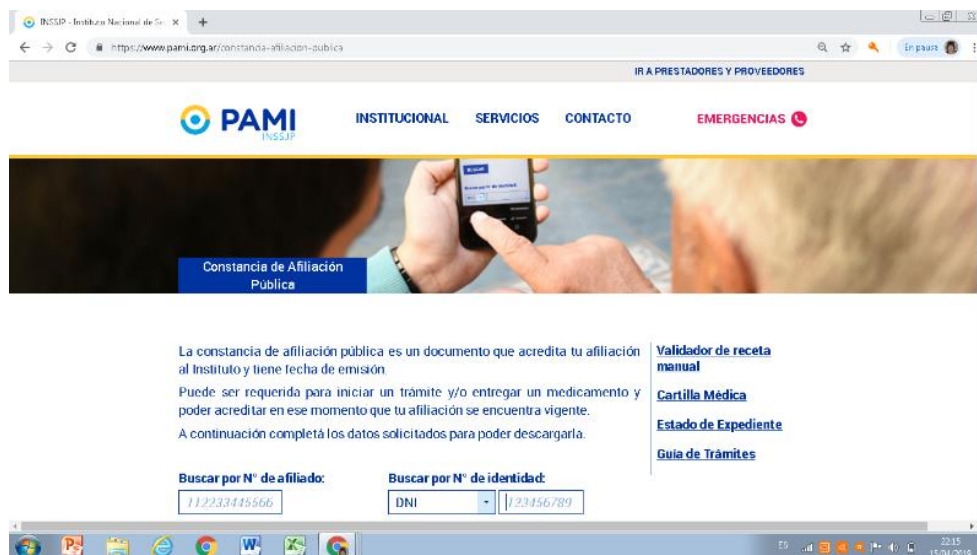 INSSJP - Instituto Nacional de Se
https://www.pami.org.ar/constancia-afiliacion-publica
En pausa
IR A PRESTADORES Y PROVEEDORES
PAMI
INSSJP
INSTITUCIONAL SERVICIOS CONTACTO
EMERGENCIAS
Buscar
Constancia de Afiliación
Pública
La constancia de afiliación pública es un documento que acredita tu afiliación
al Instituto y tiene fecha de emisión.
Puede ser requerida para iniciar un trámite y/o entregar un medicamento y
poder acreditar en ese momento que tu afiliación se encuentra vigente.
A continuación completá los datos solicitados para poder descargarla.
Validador de receta
manual
Cartilla Médica
Estado de Expediente
Guía de Trámites
Buscar por N° de afiliado:
112233445566
Buscar por N° de identidad:
DNI
123456789
ES
22:15
15/04/2019